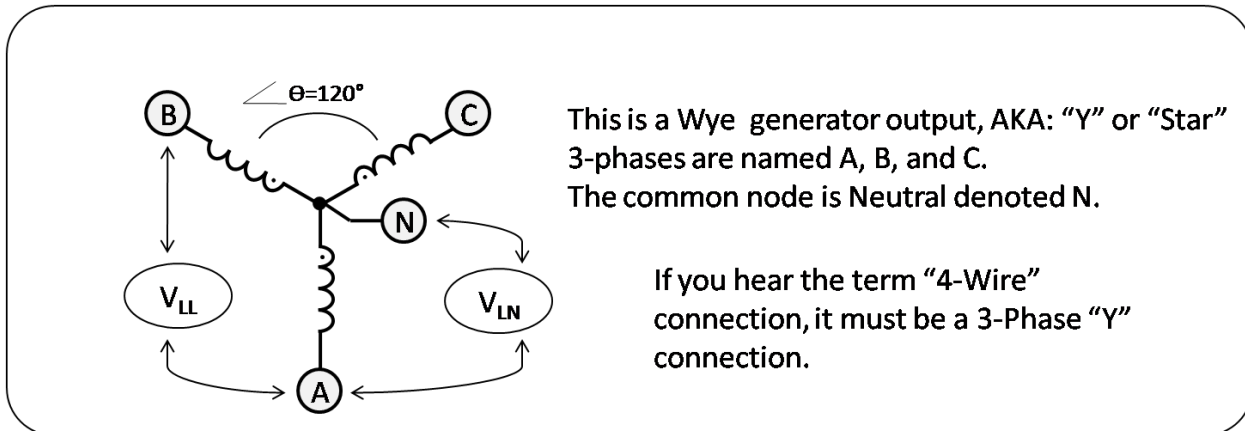 Θ=120°
B
C
N
V_LL
V_LN
A
This is a Wye generator output, AKA: “Y” or “Star”
3-phases are named A, B, and C.
The common node is Neutral denoted N.
If you hear the term “4-Wire”
connection, it must be a 3-Phase “Y”
connection.